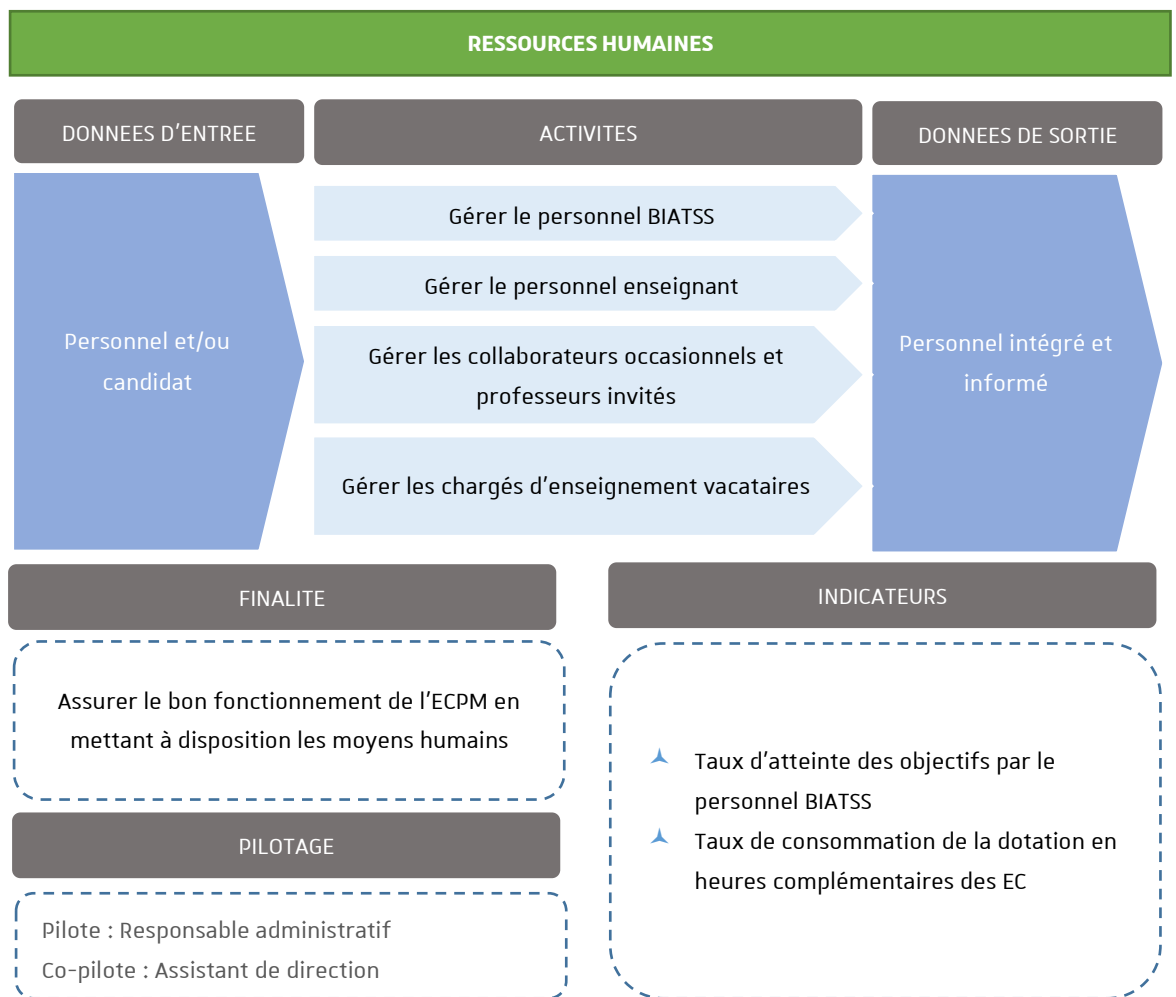 RESSOURCES HUMAINES
DONNEES D'ENTREE
ACTIVITES
DONNEES DE SORTIE
Personnel et/ou
candidat
Gérer le personnel BIATSS
Gérer le personnel enseignant
Gérer les collaborateurs occasionnels et
professeurs invités
Gérer les chargés d'enseignement vacataires
Personnel intégré et
informé
FINALITE
Assurer le bon fonctionnement de l'ECPM en
mettant à disposition les moyens humains
PILOTAGE
Pilote : Responsable administratif
Co-pilote : Assistant de direction
INDICATEURS
Taux d'atteinte des objectifs par le
personnel BIATSS
Taux de consommation de la dotation en
heures complémentaires des EC